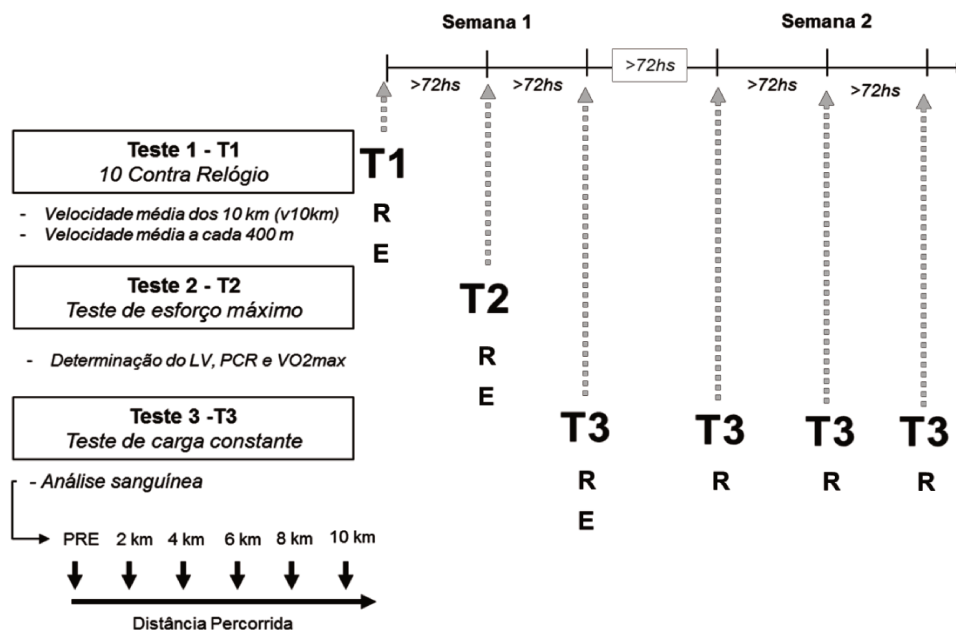 Semana 1
Semana 2
>72hs
>72hs
>72hs
>72hs
>72hs
Teste 1 - T1
10 Contra Relógio
- Velocidade média dos 10 km (v10km)
- Velocidade média a cada 400 m
T1
R
E
Teste 2 - T2
Teste de esforço máximo
- Determinação do LV, PCR e VO2max
T2
R
E
Teste 3 -T3
Teste de carga constante
- Análise sanguínea
T3
R
E
T3
R
T3
R
T3
R
PRE 2 km 4 km 6 km 8 km 10 km
Distância Percorrida